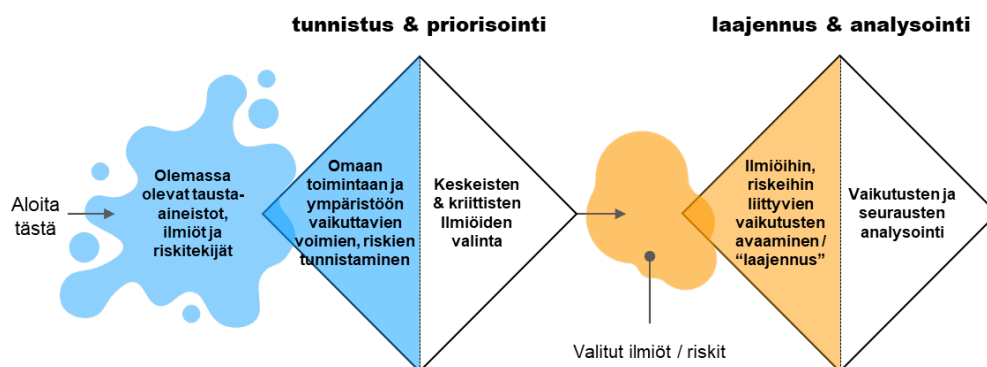 tunnistus & priorisointi
laajennus & analysointi
Aloita
tästä
Olemassa
olevat tausta-
aineistot,
ilmiöt ja
riskitekijät
Omaan
toimintaan ja
ympäristöön
vaikuttavien
voimien, riskien
tunnistaminen
Keskeisten
& kriittisten
Ilmiöiden
valinta
Valitut ilmiöt / riskit
Ilmiöihin,
riskeihin
liittyvien
vaikutusten
avaaminen /
“laajennus”
Vaikutusten ja
seurausten
analysointi